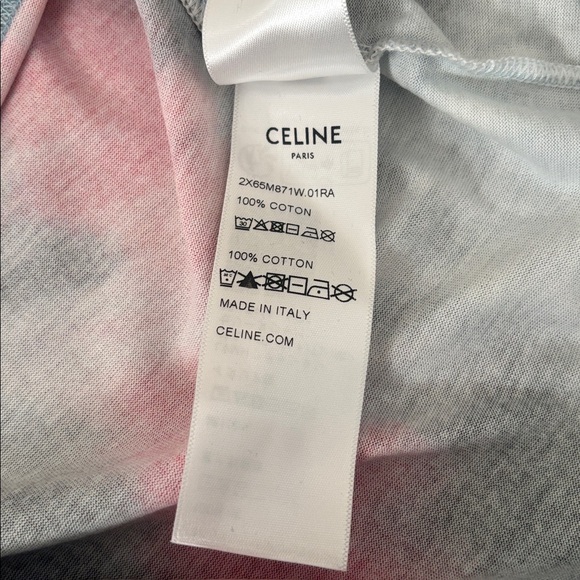 CELINE
PARIS
2X65M871W.01RA
100% COTON
100% COTTON
MADE IN ITALY
CELINE.COM